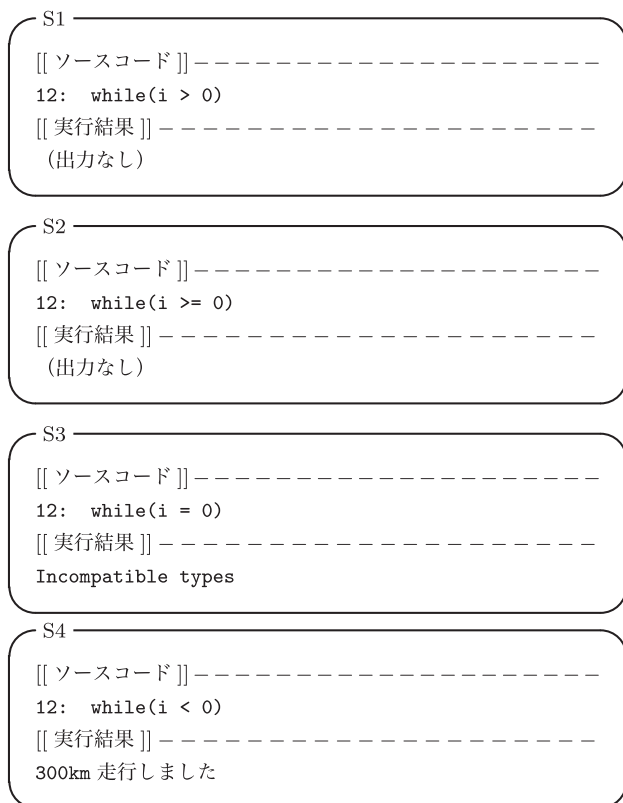 S1
[[ ソースコード ]]
12:  while(i > 0)
[[ 実行結果 ]]
（出力なし）
S2
[[ ソースコード ]]
12:  while(i >= 0)
[[ 実行結果 ]]
（出力なし）
S3
[[ ソースコード ]]
12:  while(i = 0)
[[ 実行結果 ]]
Incompatible types
S4
[[ ソースコード ]]
12:  while(i < 0)
[[ 実行結果 ]]
300km 走行しました